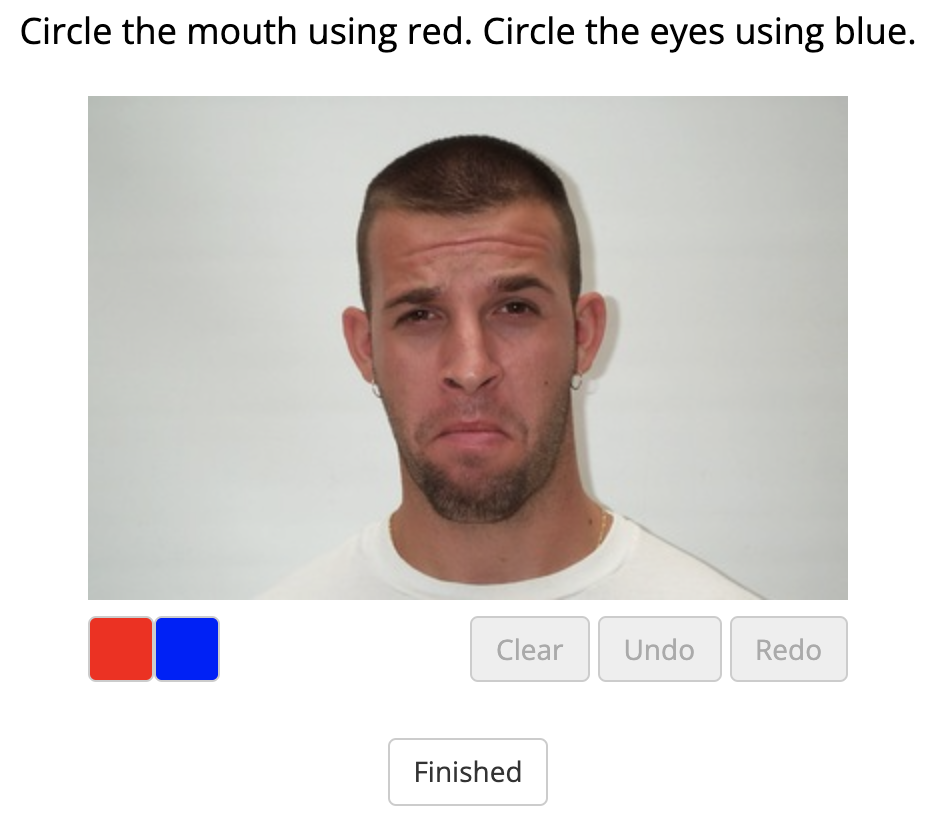 Circle the mouth using red. Circle the eyes using blue.
Clear Undo Redo
Finished